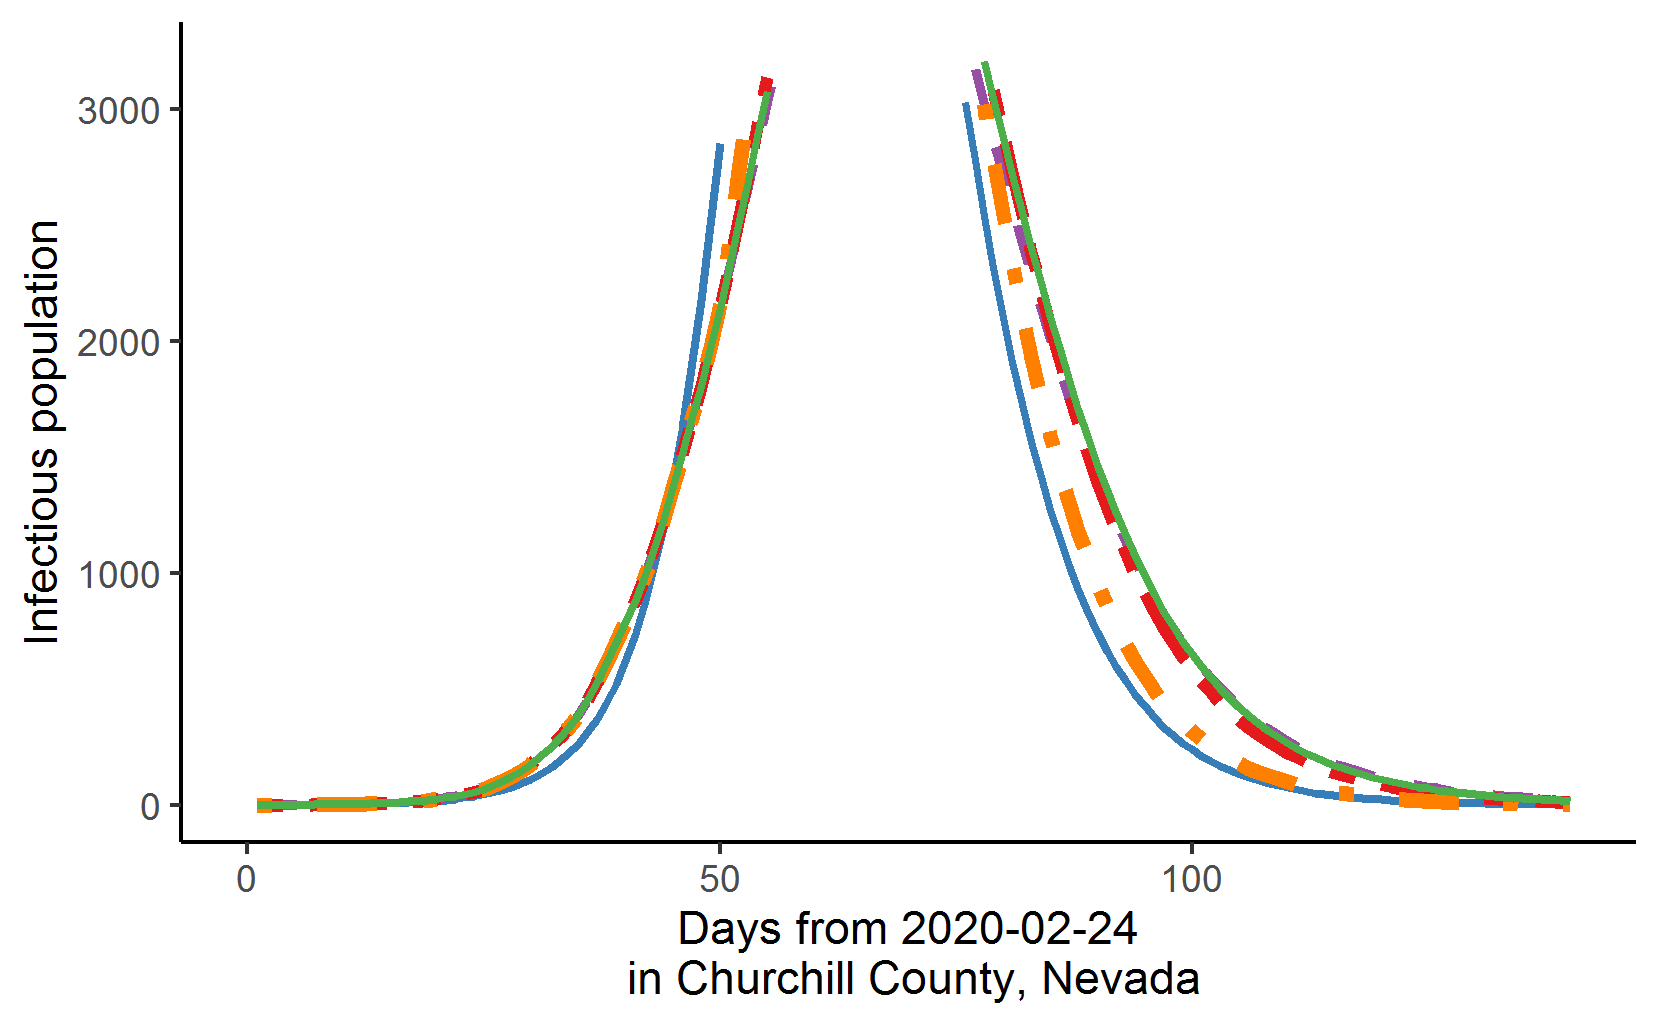 3000
2000
1000
0
Infectious population
0 50 100
Days from 2020-02-24
in Churchill County, Nevada